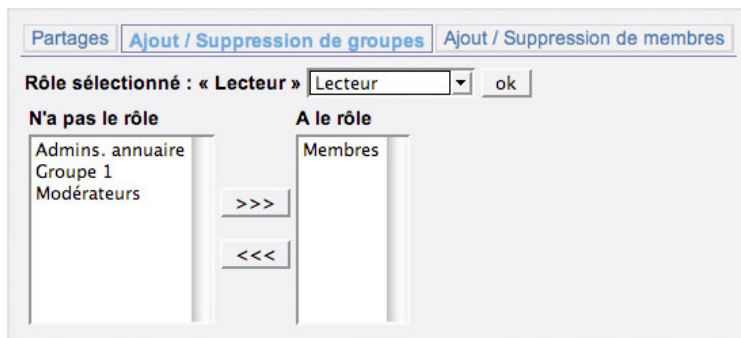 Partages Ajout / Suppression de groupes Ajout / Suppression de membres
Rôle sélectionné : « Lecteur » Lecteur ok
N'a pas le rôle A le rôle
Admins. annuaire Membres
Groupe 1
Modérateurs
>>>
<<<